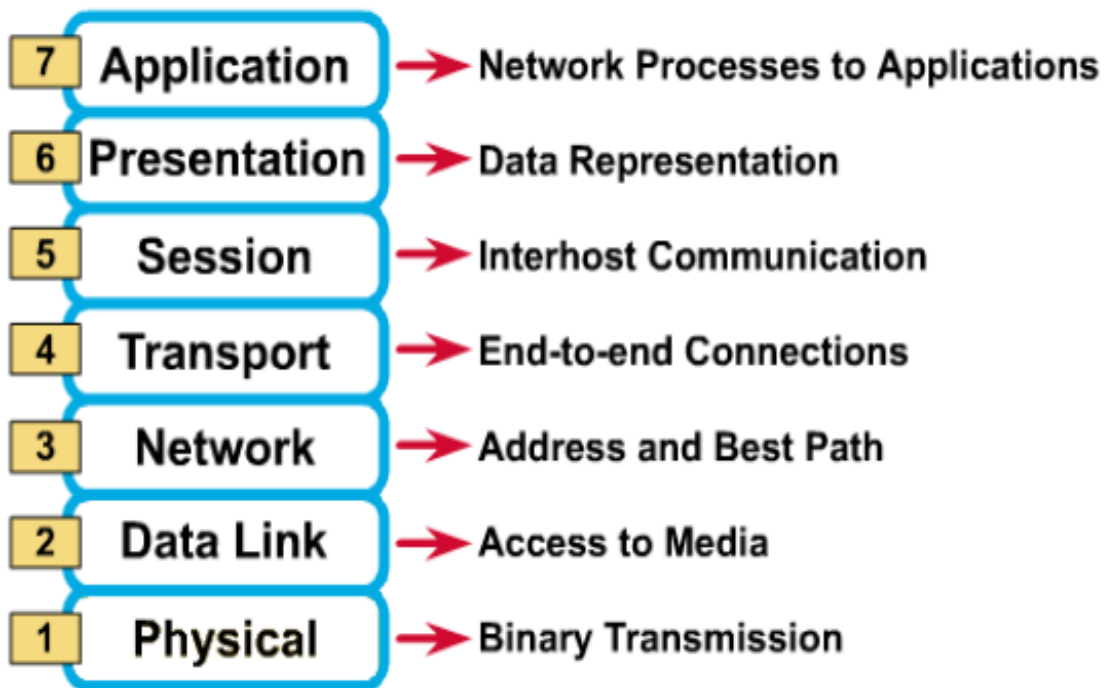 7 Application Network Processes to Applications
6 Presentation Data Representation
5 Session Interhost Communication
4 Transport End-to-end Connections
3 Network Address and Best Path
2 Data Link Access to Media
1 Physical Binary Transmission